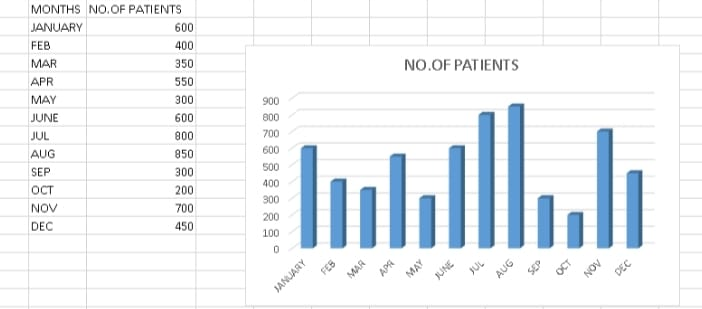 MONTHS NO.OF PATIENTS
JANUARY 600
FEB 400
MAR 350
APR 550
MAY 300
JUNE 600
JUL 800
AUG 850
SEP 300
OCT 200
NOV 700
DEC 450
NO.OF PATIENTS
900
800
700
600
500
400
300
200
100
0
JANUARY FEB MAR APR MAY JUNE JUL AUG SEP OCT NOV DEC